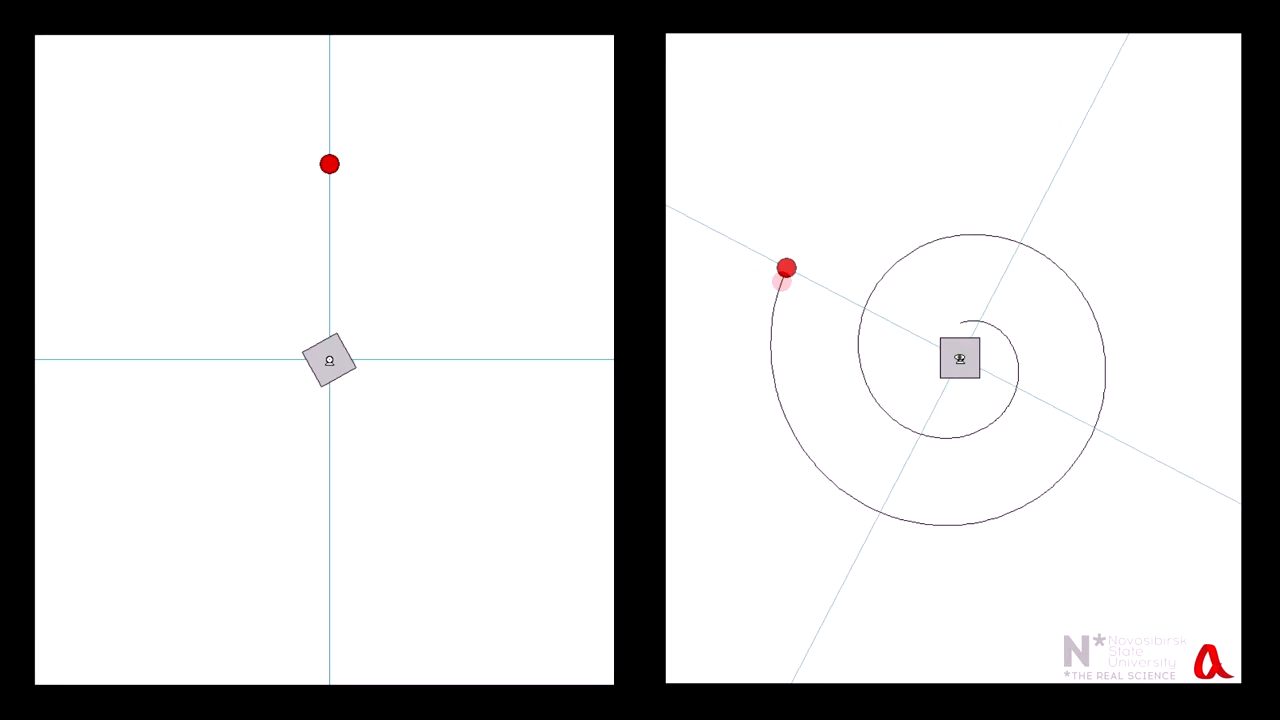 N*
Novosibirsk
State
University
*THE REAL SCIENCE
a